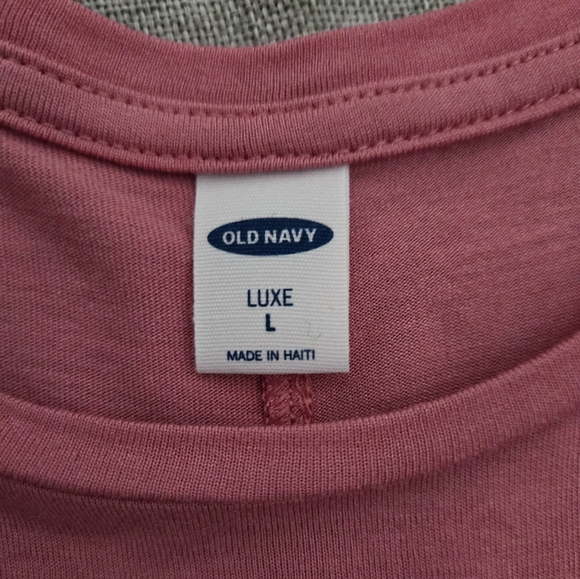 OLD NAVY
LUXE
L
MADE IN HAITI